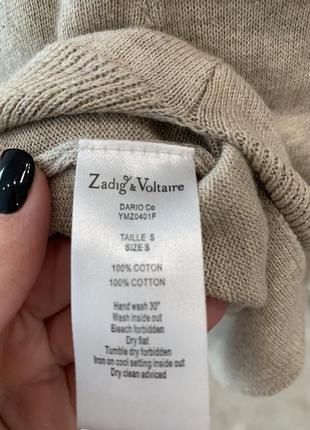 Zadig & Voltaire
DARIO Co
YMZ0401F
TAILLE S
SIZE S
100% COTON
100% COTTON
Hand wash 30°
Wash inside out
Bleach forbidden
Dry flat
Tumble dry forbidden
Iron on cool setting inside out
Dry clean adviced